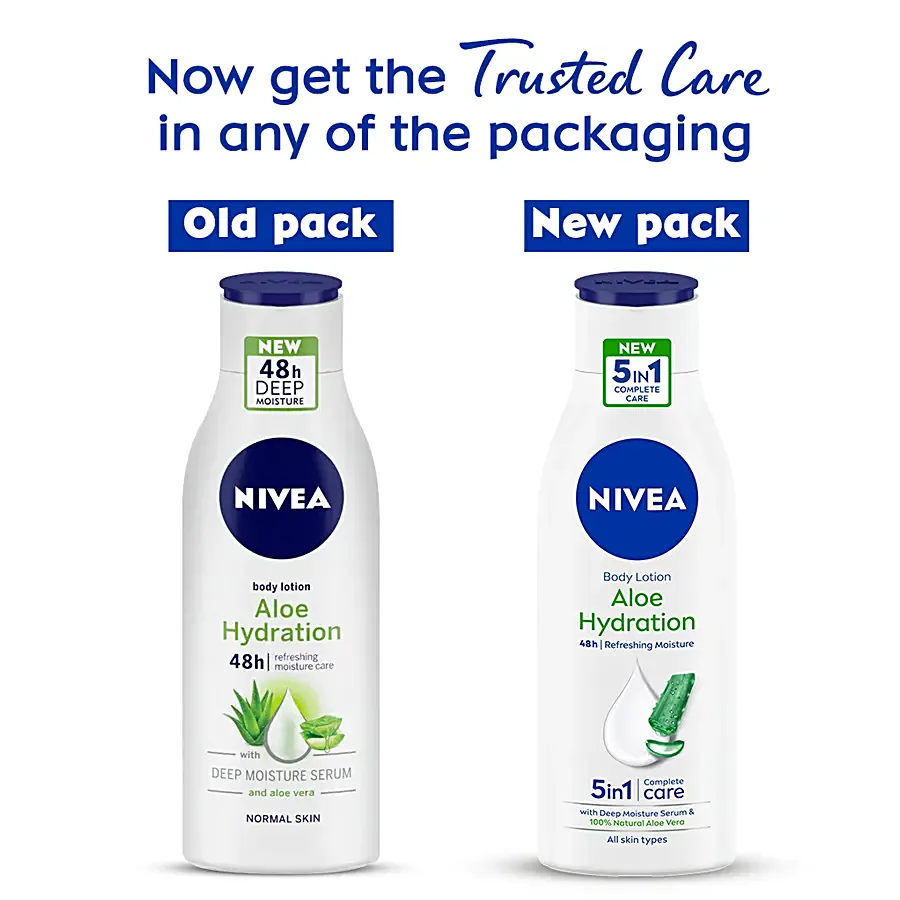 Now get the Trusted Care
in any of the packaging
Old pack
New pack
NIVEA
NEW
48h
DEEP
MOISTURE
NIVEA
body lotion
Aloe
Hydration
48h | refreshing
moisture care
with
DEEP MOISTURE SERUM
and aloe vera
NORMAL SKIN
NIVEA
NEW
5IN1
COMPLETE
CARE
NIVEA
Body Lotion
Aloe
Hydration
48h | Refreshing Moisture
5in1 | Complete
care
with Deep Moisture Serum &
100% Natural Aloe Vera
All skin types